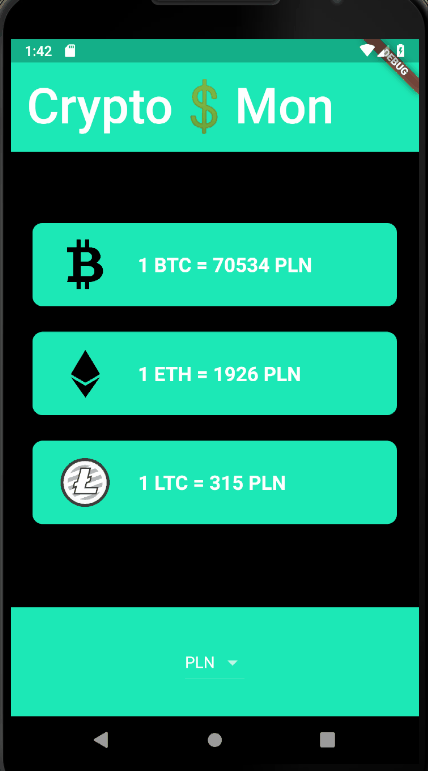 1:42
DEBUG
Crypto 💲 Mon
1 BTC = 70534 PLN
1 ETH = 1926 PLN
1 LTC = 315 PLN
PLN